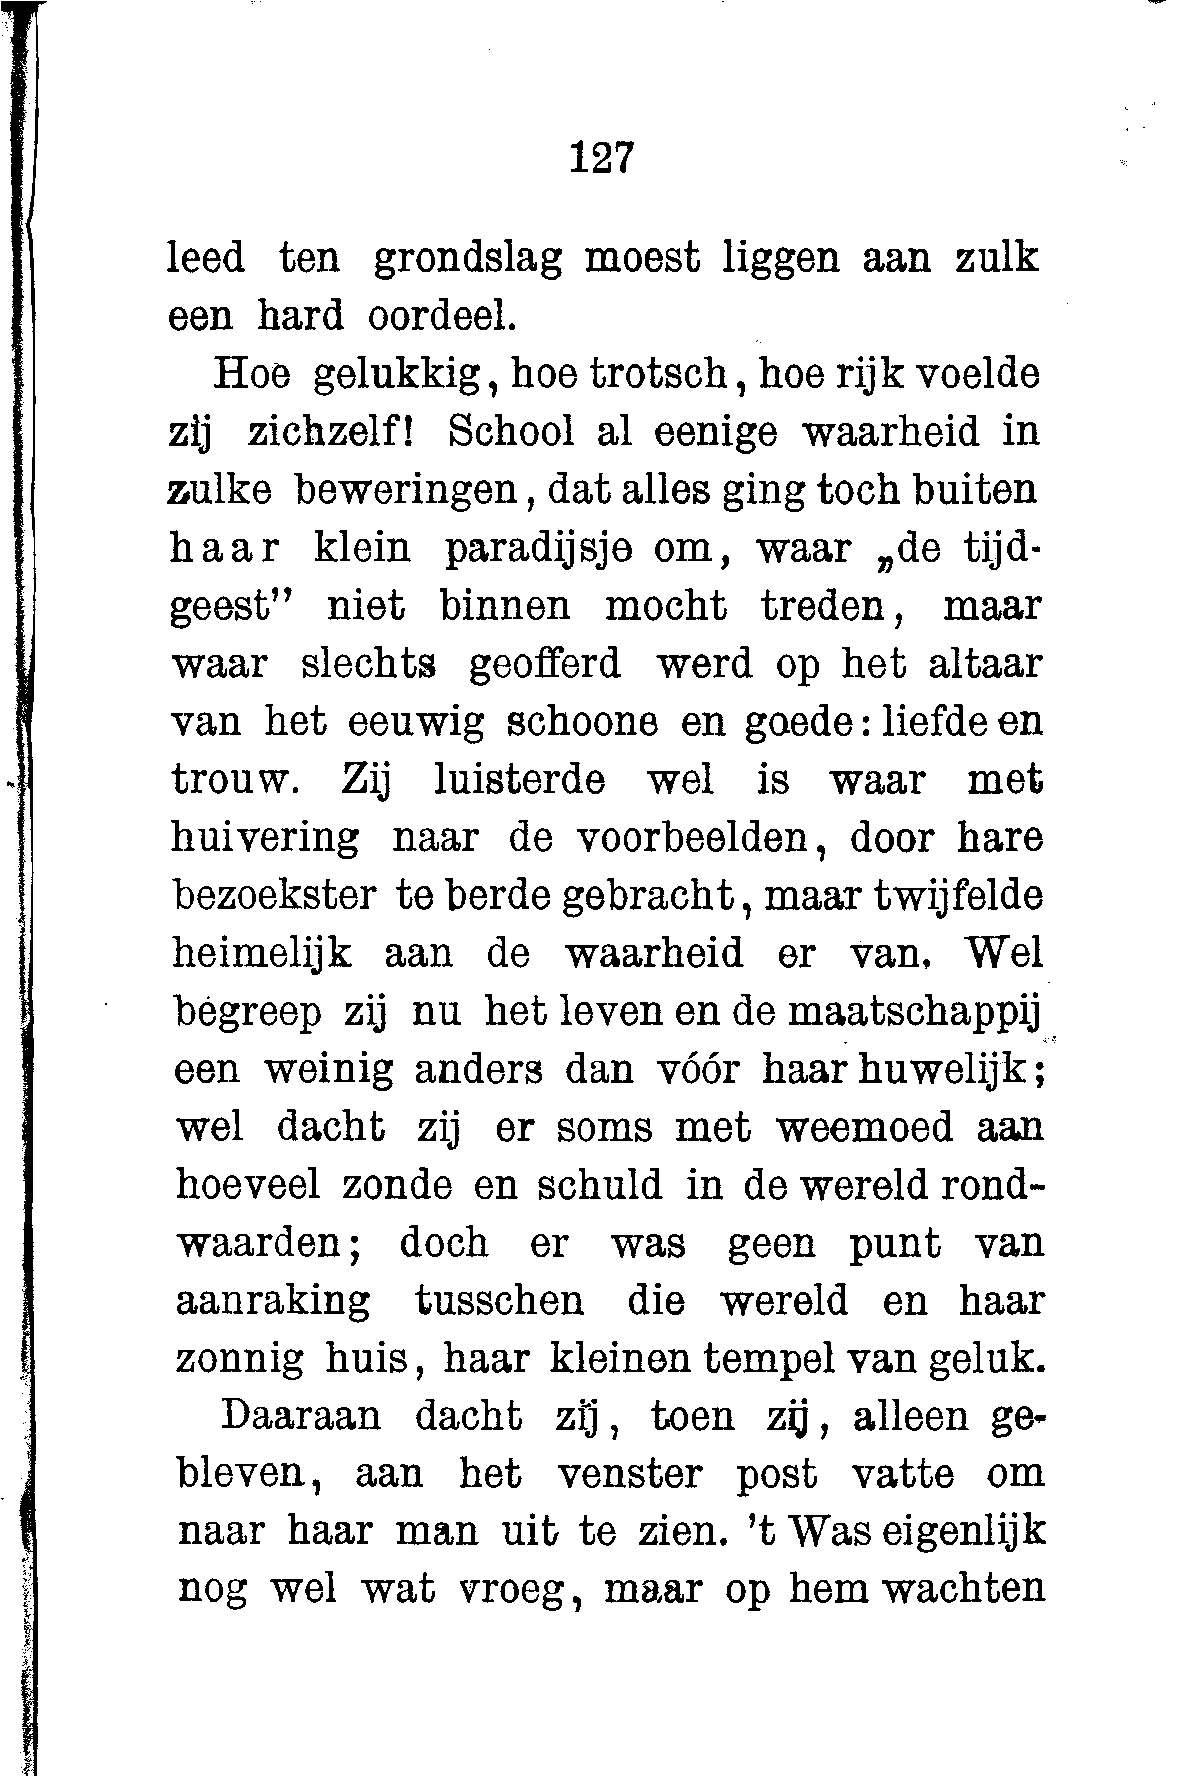 127
leed ten grondslag moest liggen aan zulk
een hard oordeel.
Hoe gelukkig, hoe trotsch, hoe rijk voelde
zij zichzelf! School al eenige waarheid in
zulke beweringen, dat alles ging toch buiten
haar klein paradijsje om, waar „de tijd-
geest” niet binnen mocht treden, maar
waar slechts geofferd werd op het altaar
van het eeuwig schoone en goede: liefde en
trouw. Zij luisterde wel is waar met
huivering naar de voorbeelden, door hare
bezoekster te berde gebracht, maar twijfelde
heimelijk aan de waarheid er van. Wel
begreep zij nu het leven en de maatschappij
een weinig anders dan vóór haar huwelijk;
wel dacht zij er soms met weemoed aan
hoeveel zonde en schuld in de wereld rond-
waarden; doch er was geen punt van
aanraking tusschen die wereld en haar
zonnig huis, haar kleinen tempel van geluk.
Daaraan dacht zij, toen zij, alleen ge-
bleven, aan het venster post vatte om
naar haar man uit te zien. 't Was eigenlijk
nog wel wat vroeg, maar op hem wachten